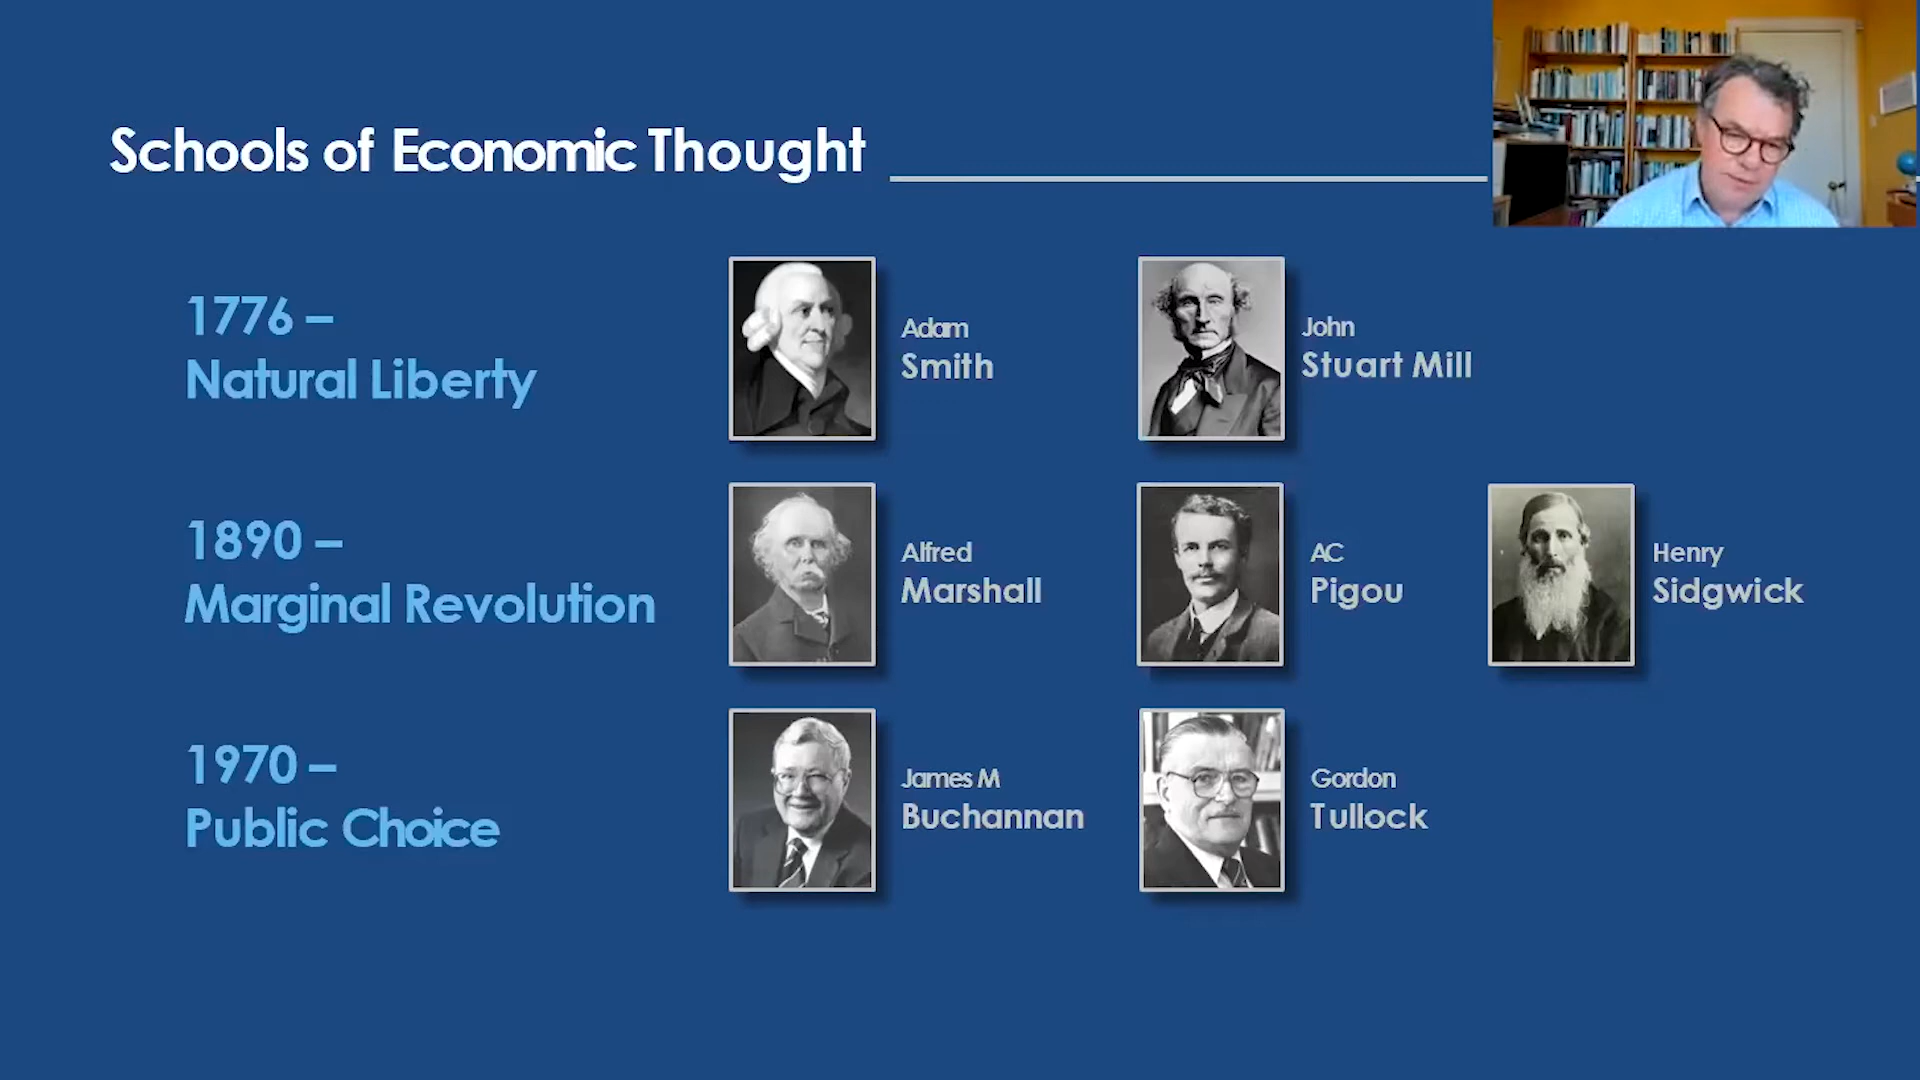 Schools of Economic Thought
1776 –
Natural Liberty
Adam
Smith
John
Stuart Mill
1890 –
Marginal Revolution
Alfred
Marshall
AC
Pigou
Henry
Sidgwick
1970 –
Public Choice
James M
Buchannan
Gordon
Tullock